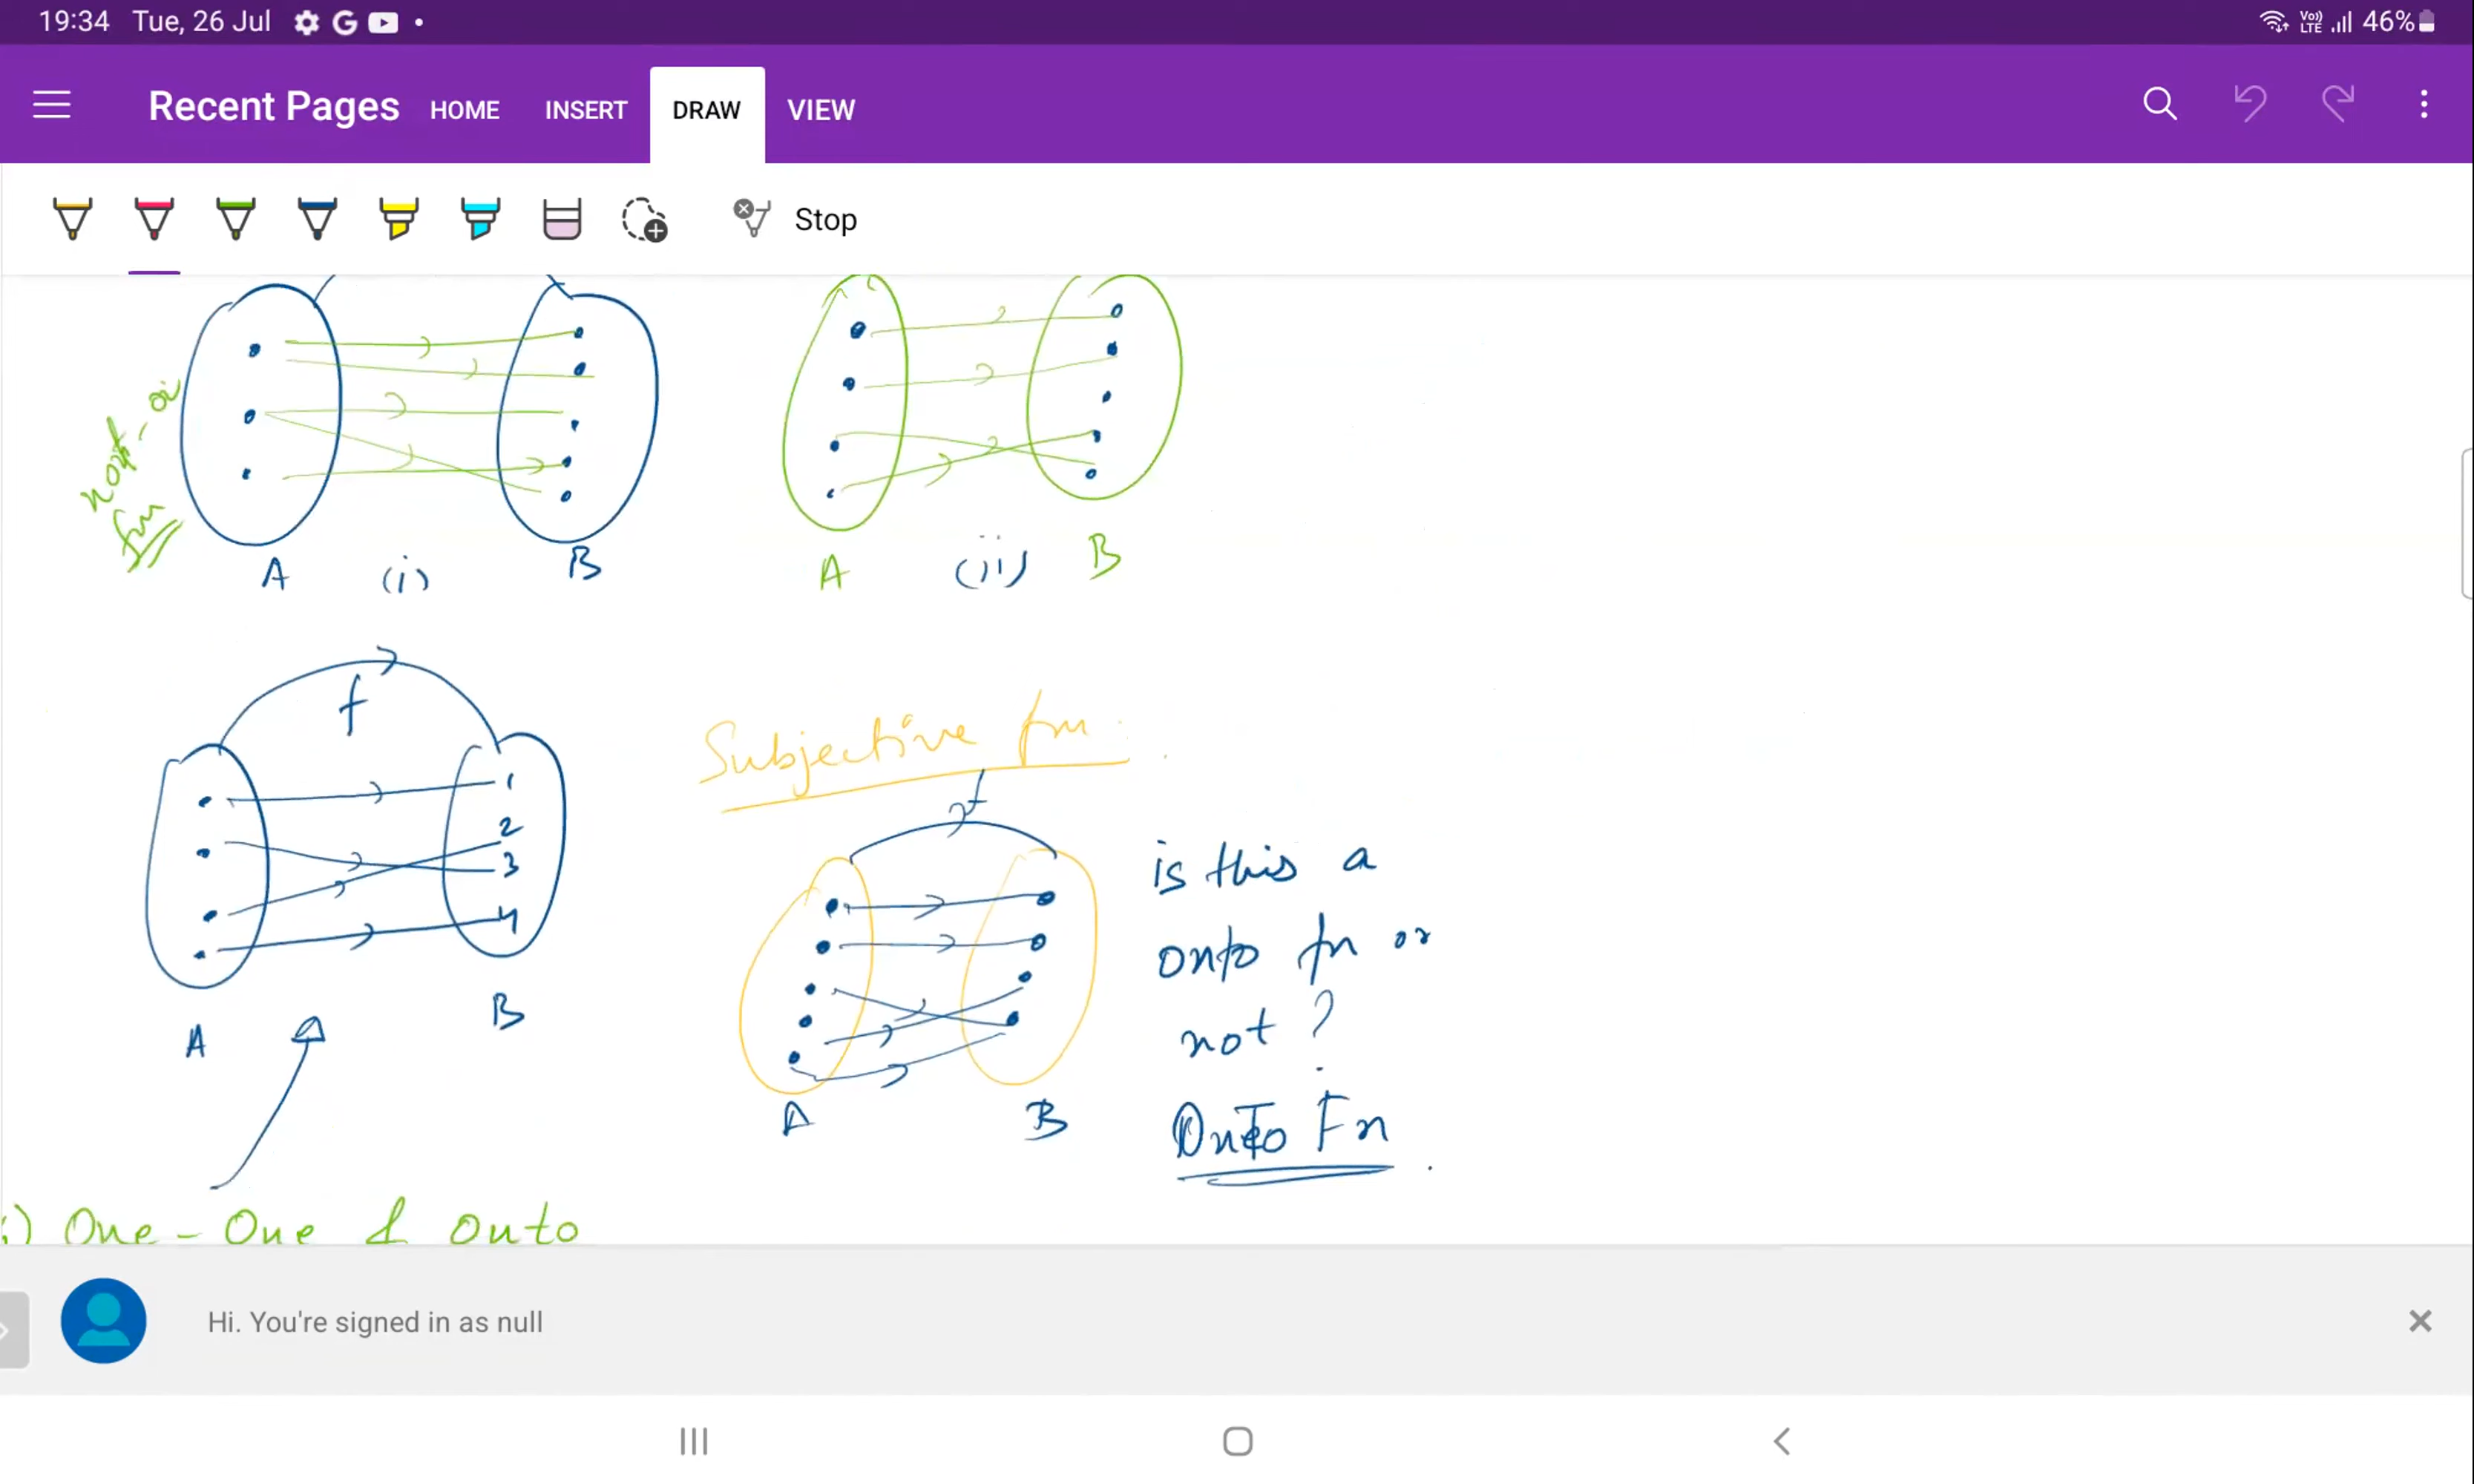 19:34 Tue, 26 Jul
Vo)) LTE 46%
Recent Pages HOME INSERT DRAW VIEW
Stop
not-
fn
A (i) B
A (ii) B
f
1
2
3
4
A B
Subjective fn.
f
A B
is this a
onto fn or
not?
Onto Fn.
i) One-One & onto
Hi. You're signed in as null